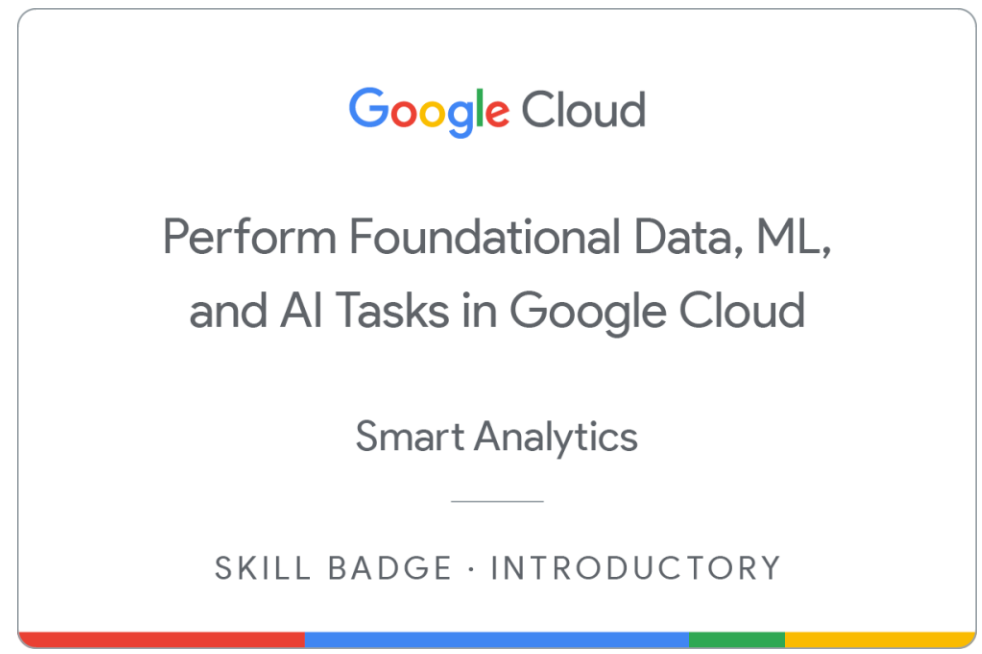 Google Cloud
Perform Foundational Data, ML,
and AI Tasks in Google Cloud
Smart Analytics
SKILL BADGE · INTRODUCTORY